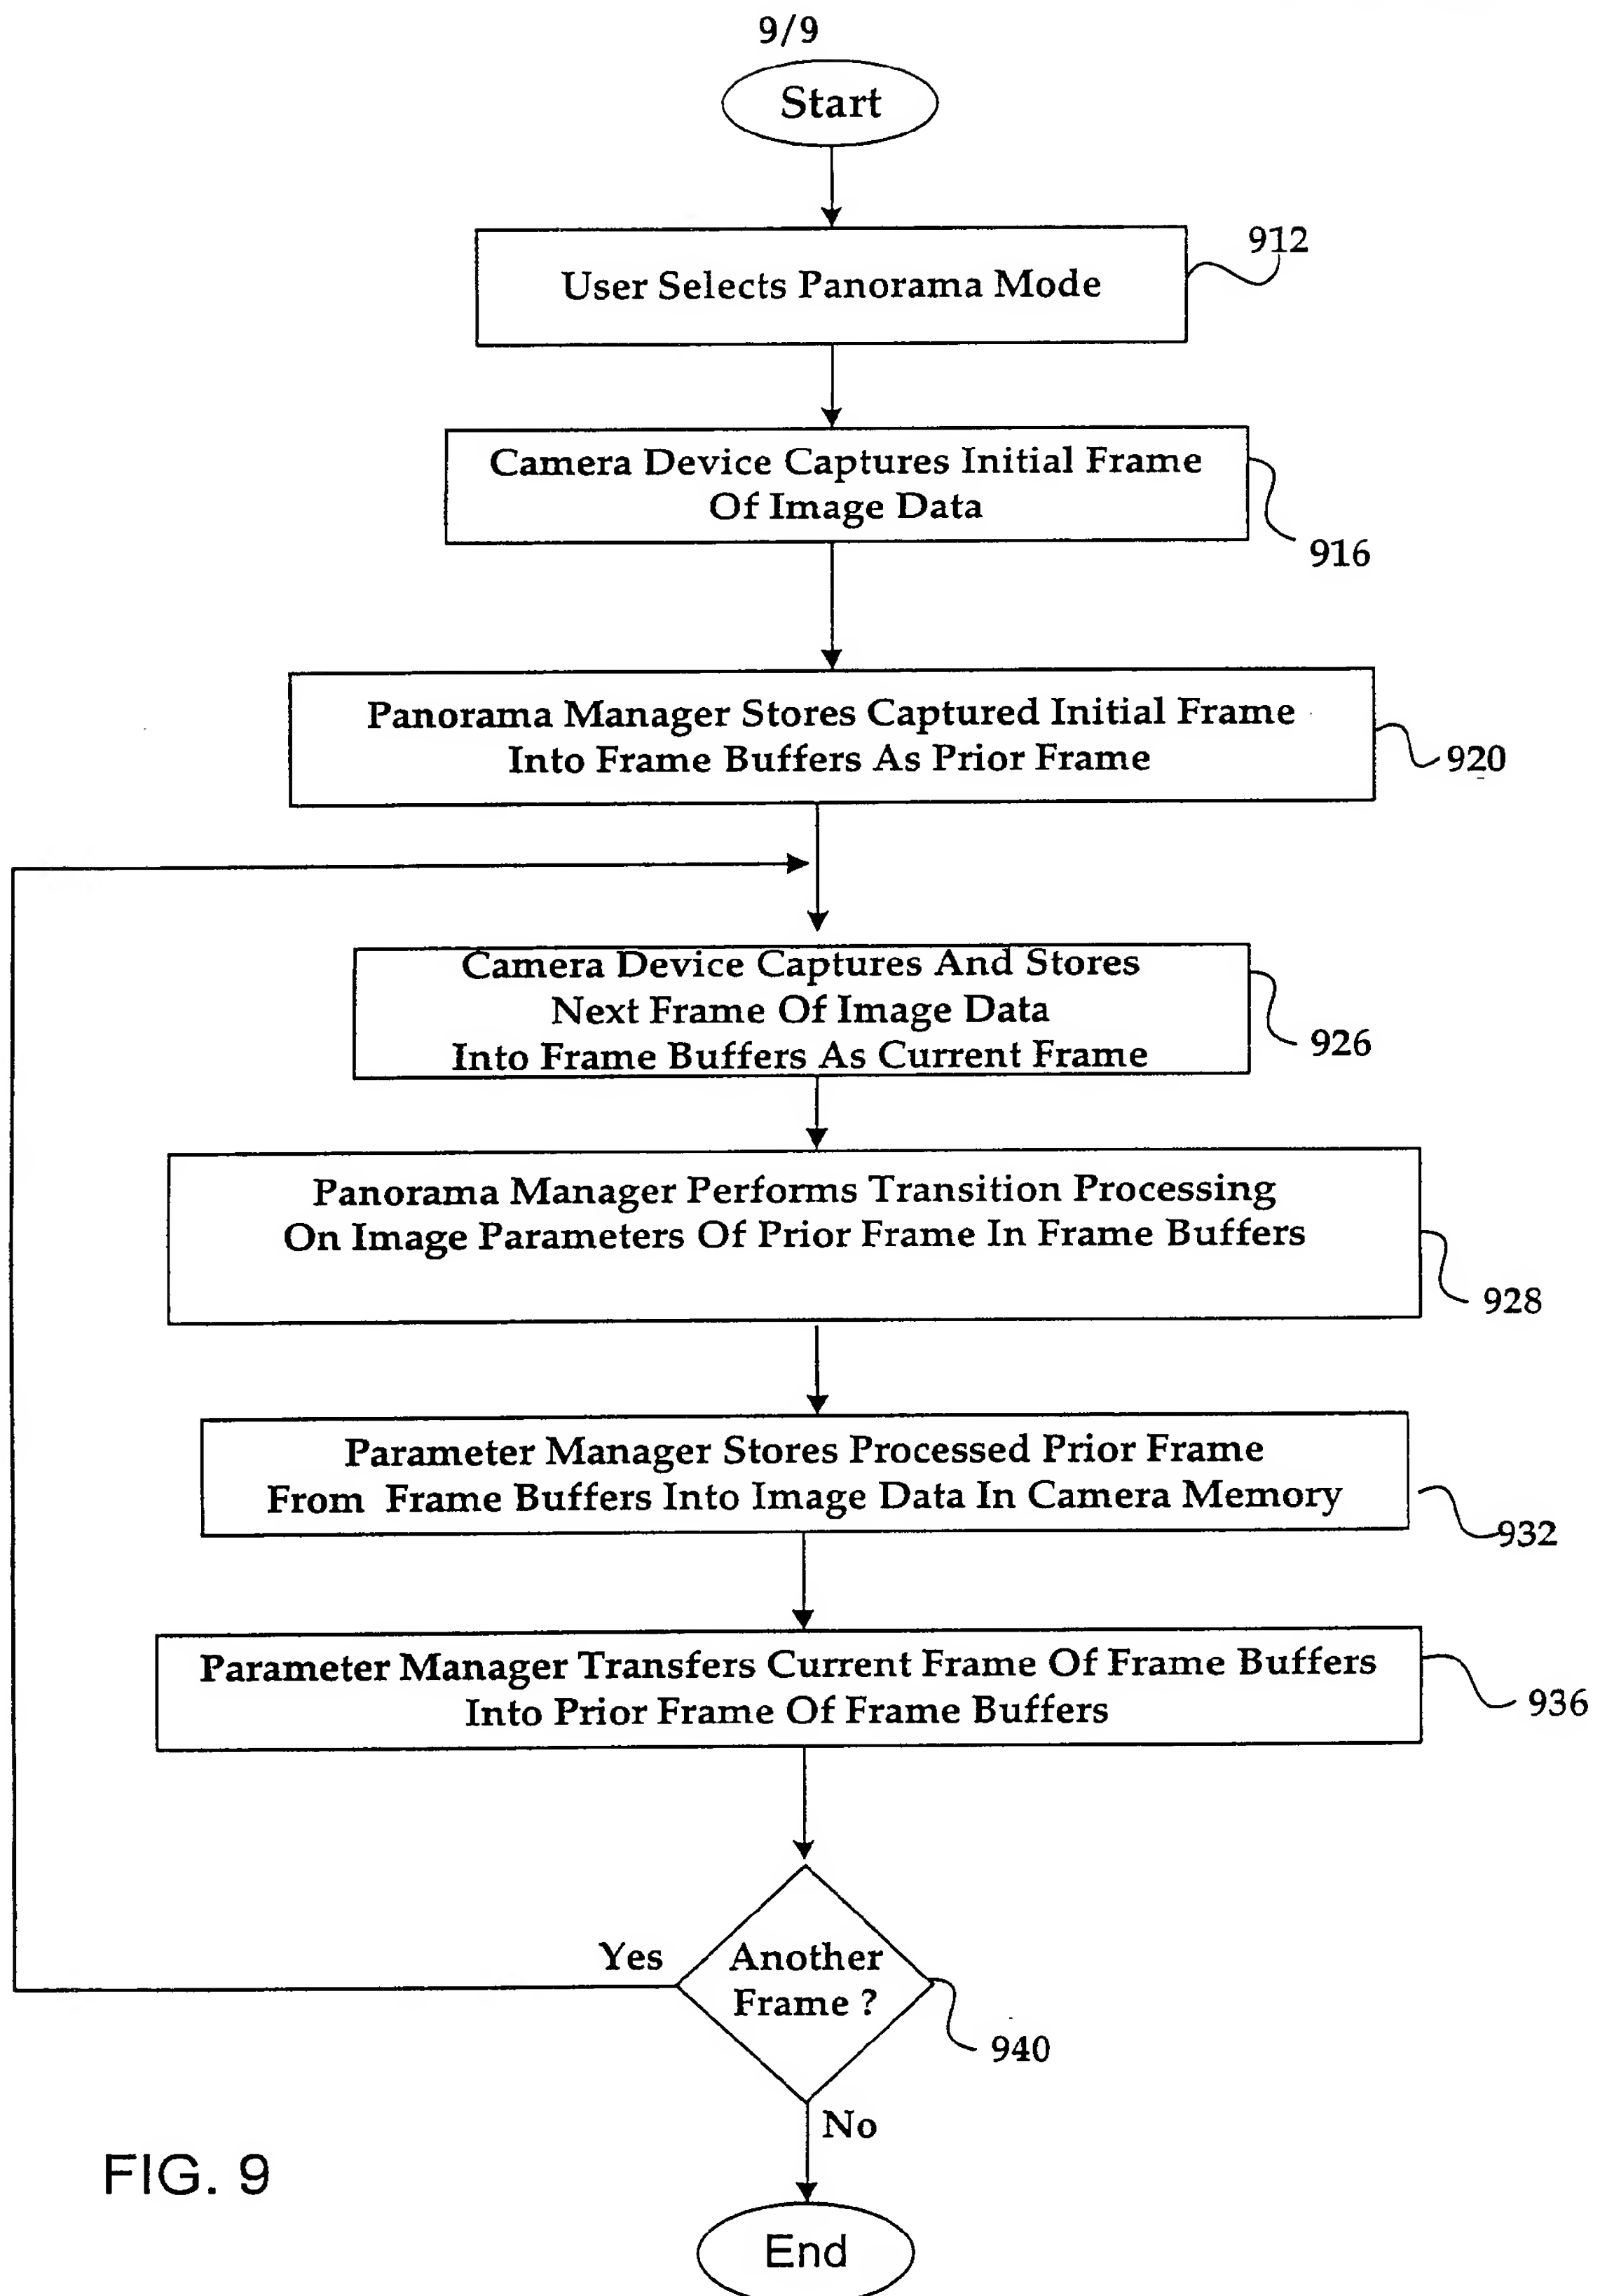 9/9
Start
912
User Selects Panorama Mode
Camera Device Captures Initial Frame
Of Image Data
916
Panorama Manager Stores Captured Initial Frame
Into Frame Buffers As Prior Frame
920
Camera Device Captures And Stores
Next Frame Of Image Data
Into Frame Buffers As Current Frame
926
Panorama Manager Performs Transition Processing
On Image Parameters Of Prior Frame In Frame Buffers
928
Parameter Manager Stores Processed Prior Frame
From Frame Buffers Into Image Data In Camera Memory
932
Parameter Manager Transfers Current Frame Of Frame Buffers
Into Prior Frame Of Frame Buffers
936
Yes
Another
Frame ?
940
No
FIG. 9
End